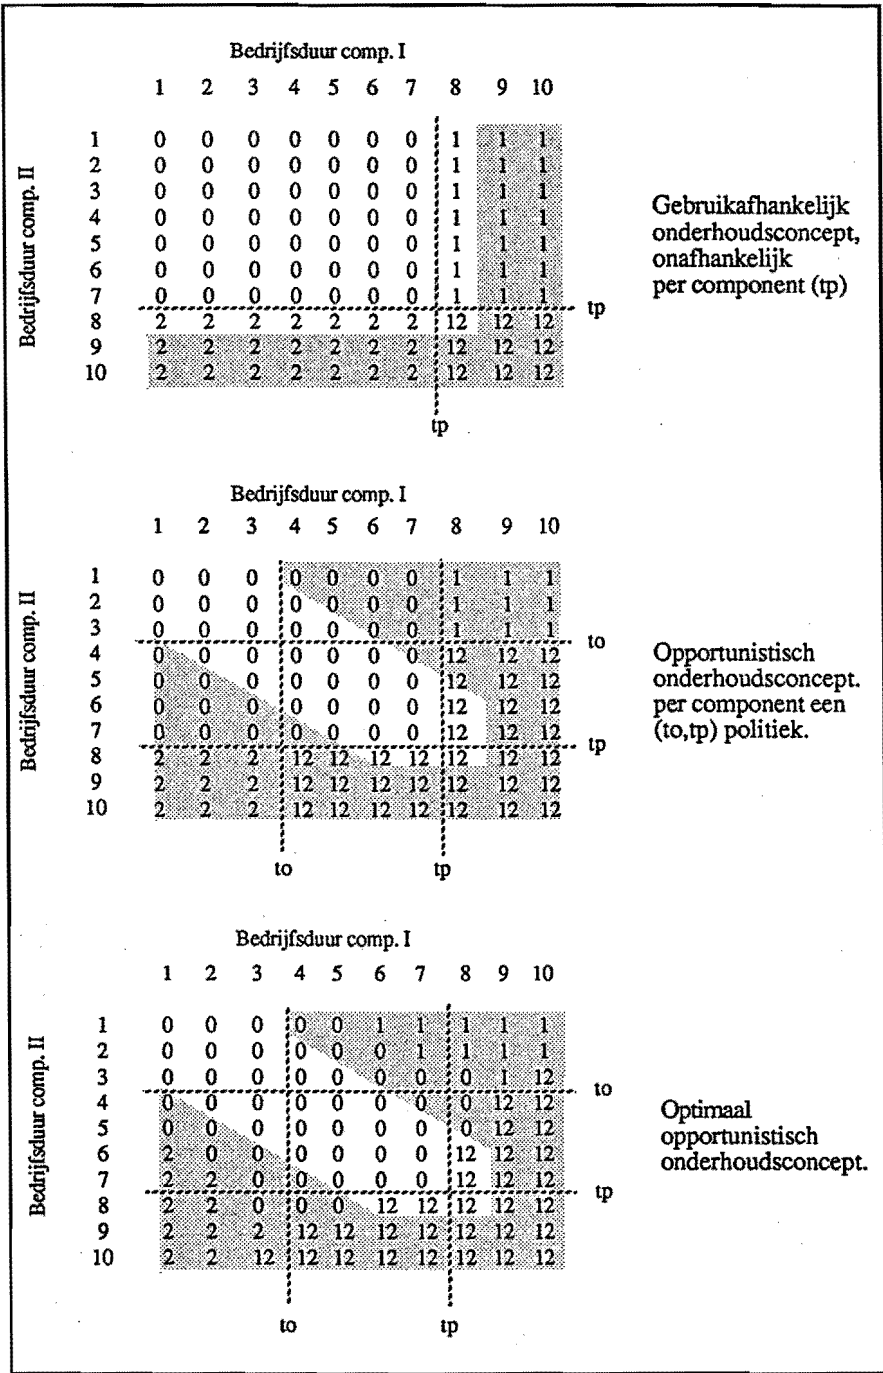 Bedrijfsduur comp. I
1 2 3 4 5 6 7 8 9 10
Bedrijfsduur comp. II
1 0 0 0 0 0 0 0 1 1 1
2 0 0 0 0 0 0 0 1 1 1
3 0 0 0 0 0 0 0 1 1 1
4 0 0 0 0 0 0 0 1 1 1
5 0 0 0 0 0 0 0 1 1 1
6 0 0 0 0 0 0 0 1 1 1
7 0 0 0 0 0 0 0 1 1 1
tp
8 2 2 2 2 2 2 2 12 12 12
9 2 2 2 2 2 2 2 12 12 12
10 2 2 2 2 2 2 2 12 12 12
tp
Gebruikafhankelijk
onderhoudsconcept,
onafhankelijk
per component (tp)
Bedrijfsduur comp. I
1 2 3 4 5 6 7 8 9 10
Bedrijfsduur comp. II
1 0 0 0 0 0 0 0 1 1 1
2 0 0 0 0 0 0 0 1 1 1
3 0 0 0 0 0 0 0 1 1 1
to
4 0 0 0 0 0 0 0 12 12 12
5 0 0 0 0 0 0 0 12 12 12
6 0 0 0 0 0 0 0 12 12 12
7 0 0 0 0 0 0 0 12 12 12
tp
8 2 2 2 12 12 12 12 12 12 12
9 2 2 2 12 12 12 12 12 12 12
10 2 2 2 12 12 12 12 12 12 12
to tp
Opportunistisch
onderhoudsconcept.
per component een
(to,tp) politiek.
Bedrijfsduur comp. I
1 2 3 4 5 6 7 8 9 10
Bedrijfsduur comp. II
1 0 0 0 0 0 1 1 1 1 1
2 0 0 0 0 0 0 1 1 1 1
3 0 0 0 0 0 0 0 0 1 12
to
4 0 0 0 0 0 0 0 0 12 12
5 0 0 0 0 0 0 0 0 12 12
6 2 0 0 0 0 0 0 12 12 12
7 2 2 0 0 0 0 0 12 12 12
tp
8 2 2 0 0 0 12 12 12 12 12
9 2 2 2 12 12 12 12 12 12 12
10 2 2 12 12 12 12 12 12 12 12
to tp
Optimaal
opportunistisch
onderhoudsconcept.